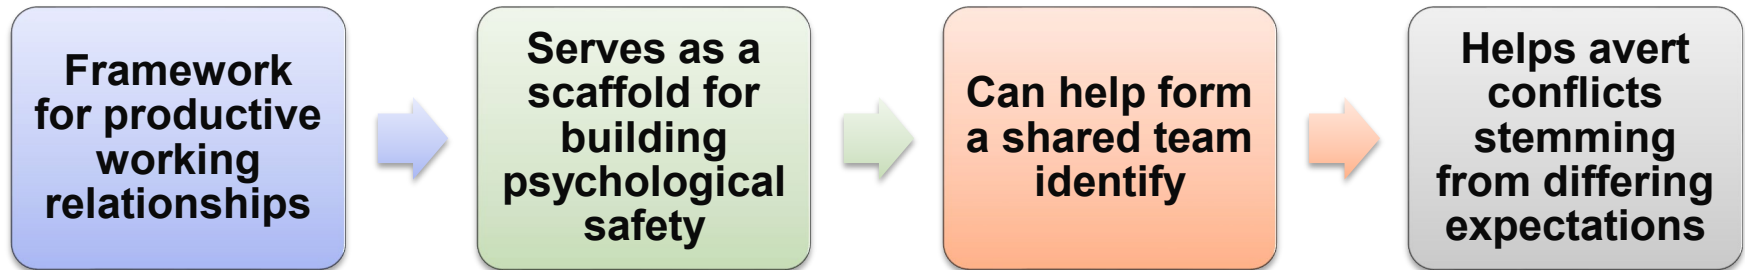 Framework
for productive
working
relationships
Serves as a
scaffold for
building
psychological
safety
Can help form
a shared team
identify
Helps avert
conflicts
stemming
from differing
expectations